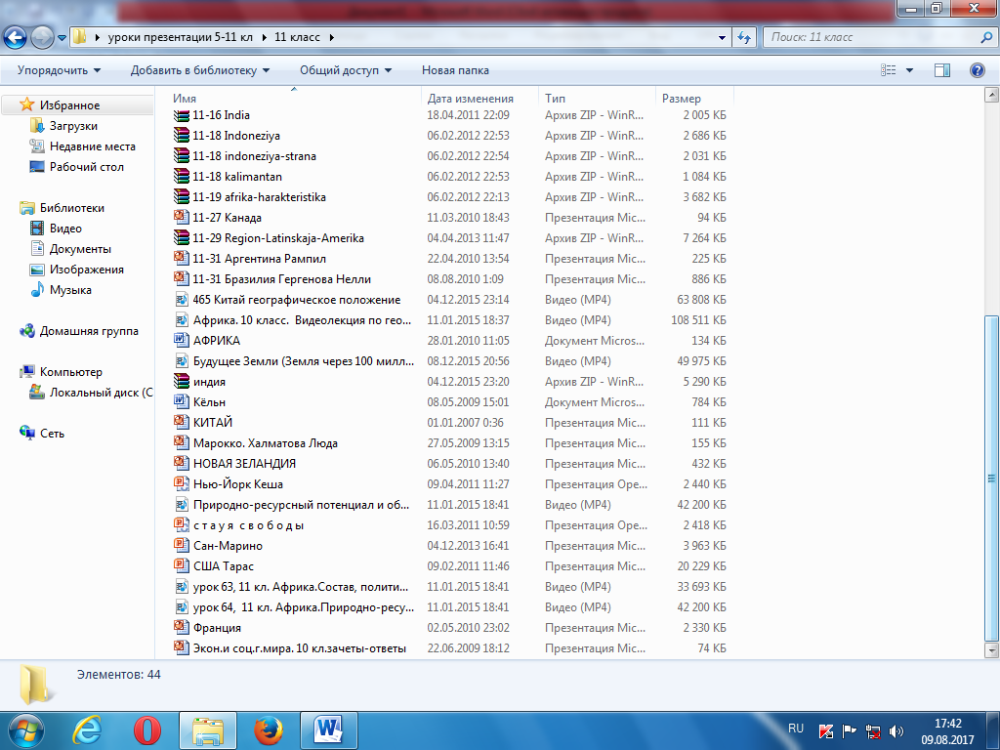 уроки презентации 5-11 кл ▸ 11 класс ▸
Поиск: 11 класс
Упорядочить Добавить в библиотеку Общий доступ Новая папка
Избранное
Загрузки
Недавние места
Рабочий стол
Библиотеки
Видео
Документы
Изображения
Музыка
Домашняя группа
Компьютер
Локальный диск (C
Сеть
Имя Дата изменения Тип Размер
11-16 India 18.04.2011 22:09 Архив ZIP - WinR... 2 005 КБ
11-18 Indoneziya 06.02.2012 22:53 Архив ZIP - WinR... 2 686 КБ
11-18 indoneziya-strana 06.02.2012 22:54 Архив ZIP - WinR... 2 031 КБ
11-18 kalimantan 06.02.2012 22:53 Архив ZIP - WinR... 1 084 КБ
11-19 afrika-harakteristika 06.02.2012 22:13 Архив ZIP - WinR... 3 682 КБ
11-27 Канада 11.03.2010 18:43 Презентация Mic... 94 КБ
11-29 Region-Latinskaja-Amerika 04.04.2013 11:47 Архив ZIP - WinR... 7 264 КБ
11-31 Аргентина Рампил 22.04.2010 13:54 Презентация Mic... 225 КБ
11-31 Бразилия Гергенова Нелли 08.08.2010 1:09 Презентация Mic... 886 КБ
465 Китай географическое положение 04.12.2015 23:14 Видео (MP4) 63 808 КБ
Африка. 10 класс. Видеолекция по гео... 11.01.2015 18:37 Видео (MP4) 108 511 КБ
АФРИКА 28.01.2010 11:05 Документ Micros... 134 КБ
Будущее Земли (Земля через 100 милл... 08.12.2015 20:56 Видео (MP4) 49 975 КБ
индия 04.12.2015 23:20 Архив ZIP - WinR... 5 290 КБ
Кёльн 08.05.2009 15:01 Документ Micros... 784 КБ
КИТАЙ 01.01.2007 0:36 Презентация Mic... 111 КБ
Марокко. Халматова Люда 27.05.2009 13:15 Презентация Mic... 155 КБ
НОВАЯ ЗЕЛАНДИЯ 06.05.2010 13:40 Презентация Mic... 432 КБ
Нью-Йорк Кеша 09.04.2011 11:27 Презентация Оpe... 2 440 КБ
Природно-ресурсный потенциал и об... 11.01.2015 18:41 Видео (MP4) 42 200 КБ
с т а у я с в о б о д ы 16.03.2011 10:59 Презентация Оpe... 2 418 КБ
Сан-Марино 04.12.2013 16:41 Презентация Mic... 3 963 КБ
США Тарас 09.02.2011 11:46 Презентация Mic... 20 229 КБ
урок 63, 11 кл. Африка.Состав, полити... 11.01.2015 18:41 Видео (MP4) 33 693 КБ
урок 64, 11 кл. Африка.Природно-ресу... 11.01.2015 18:41 Видео (MP4) 42 200 КБ
Франция 02.05.2010 23:02 Презентация Mic... 2 330 КБ
Экон.и соц.г.мира. 10 кл.зачеты-ответы 22.06.2009 18:12 Презентация Mic... 74 КБ
Элементов: 44
RU
17:42
09.08.2017